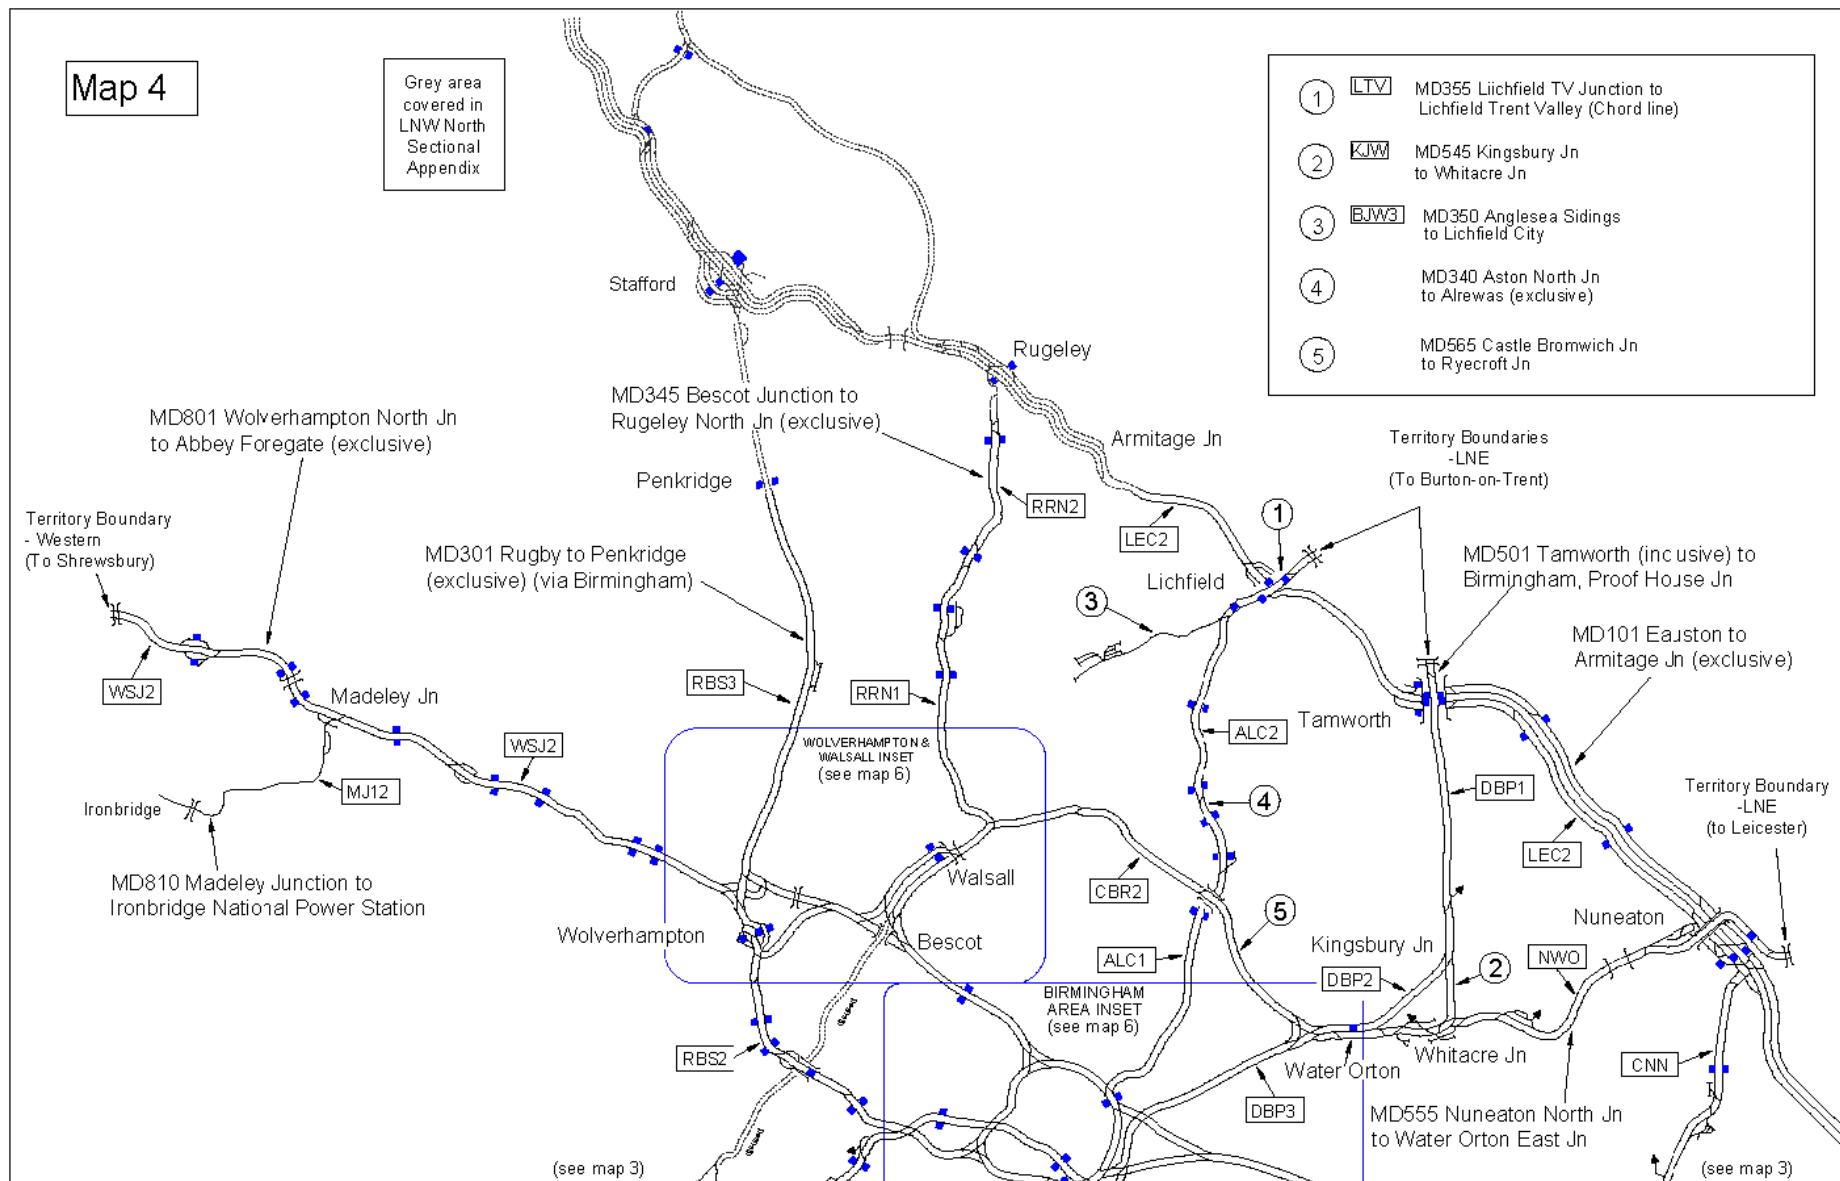 Map 4
Grey area
covered in
LNW North
Sectional
Appendix
1 LTV MD355 Liichfield TV Junction to
Lichfield Trent Valley (Chord line)
2 KJW MD545 Kingsbury Jn
to Whitacre Jn
3 BJW3 MD350 Anglesea Sidings
to Lichfield City
4 MD340 Aston North Jn
to Alrewas (exclusive)
5 MD565 Castle Bromwich Jn
to Ryecroft Jn
Stafford
Rugeley
MD345 Bescot Junction to
Rugeley North Jn (exclusive)
MD801 Wolverhampton North Jn
to Abbey Foregate (exclusive)
Armitage Jn
Territory Boundaries
-LNE
(To Burton-on-Trent)
Penkridge
RRN2
LEC2
1
Territory Boundary
- Western
(To Shrewsbury)
MD301 Rugby to Penkridge
(exclusive) (via Birmingham)
MD501 Tamworth (inc usive) to
Birmingham, Proof House Jn
Lichfield
3
MD101 Eauston to
Armitage Jn (exclusive)
WSJ2
Madeley Jn
RBS3
RRN1
Tamworth
ALC2
WSJ2
WOLVERHAMPTON &
WALSALL INSET
(see map 6)
MJ12
Ironbridge
4
DBP1
Territory Boundary
-LNE
(to Leicester)
LEC2
MD810 Madeley Junction to
Ironbridge National Power Station
Walsall
CBR2
5
Nuneaton
Wolverhampton
Bescot
Kingsbury Jn
ALC1
DBP2
2
NWO
BIRMINGHAM
AREA INSET
(see map 6)
RBS2
Whitacre Jn
Water Orton
CNN
DBP3
MD555 Nuneaton North Jn
to Water Orton East Jn
(see map 3)
(see map 3)